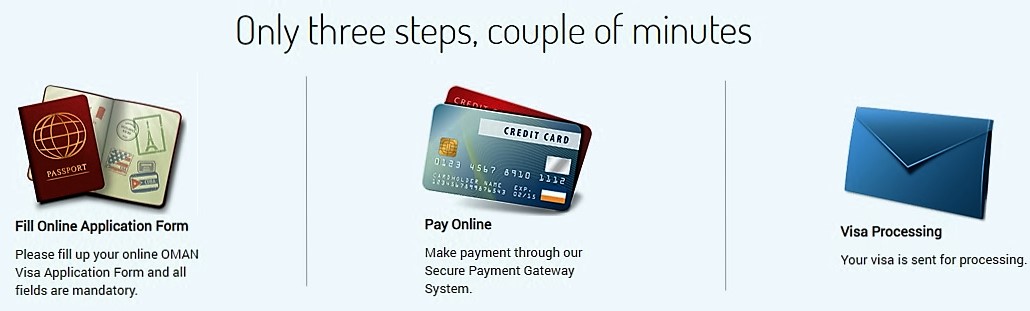 Only three steps, couple of minutes
PASSPORT
Fill Online Application Form
Please fill up your online OMAN
Visa Application Form and all
fields are mandatory.
CREDIT CARD
0123 4567 8910 1112
CARDHOLDER NAME EXP.
02/15
Pay Online
Make payment through our
Secure Payment Gateway
System.
Visa Processing
Your visa is sent for processing.